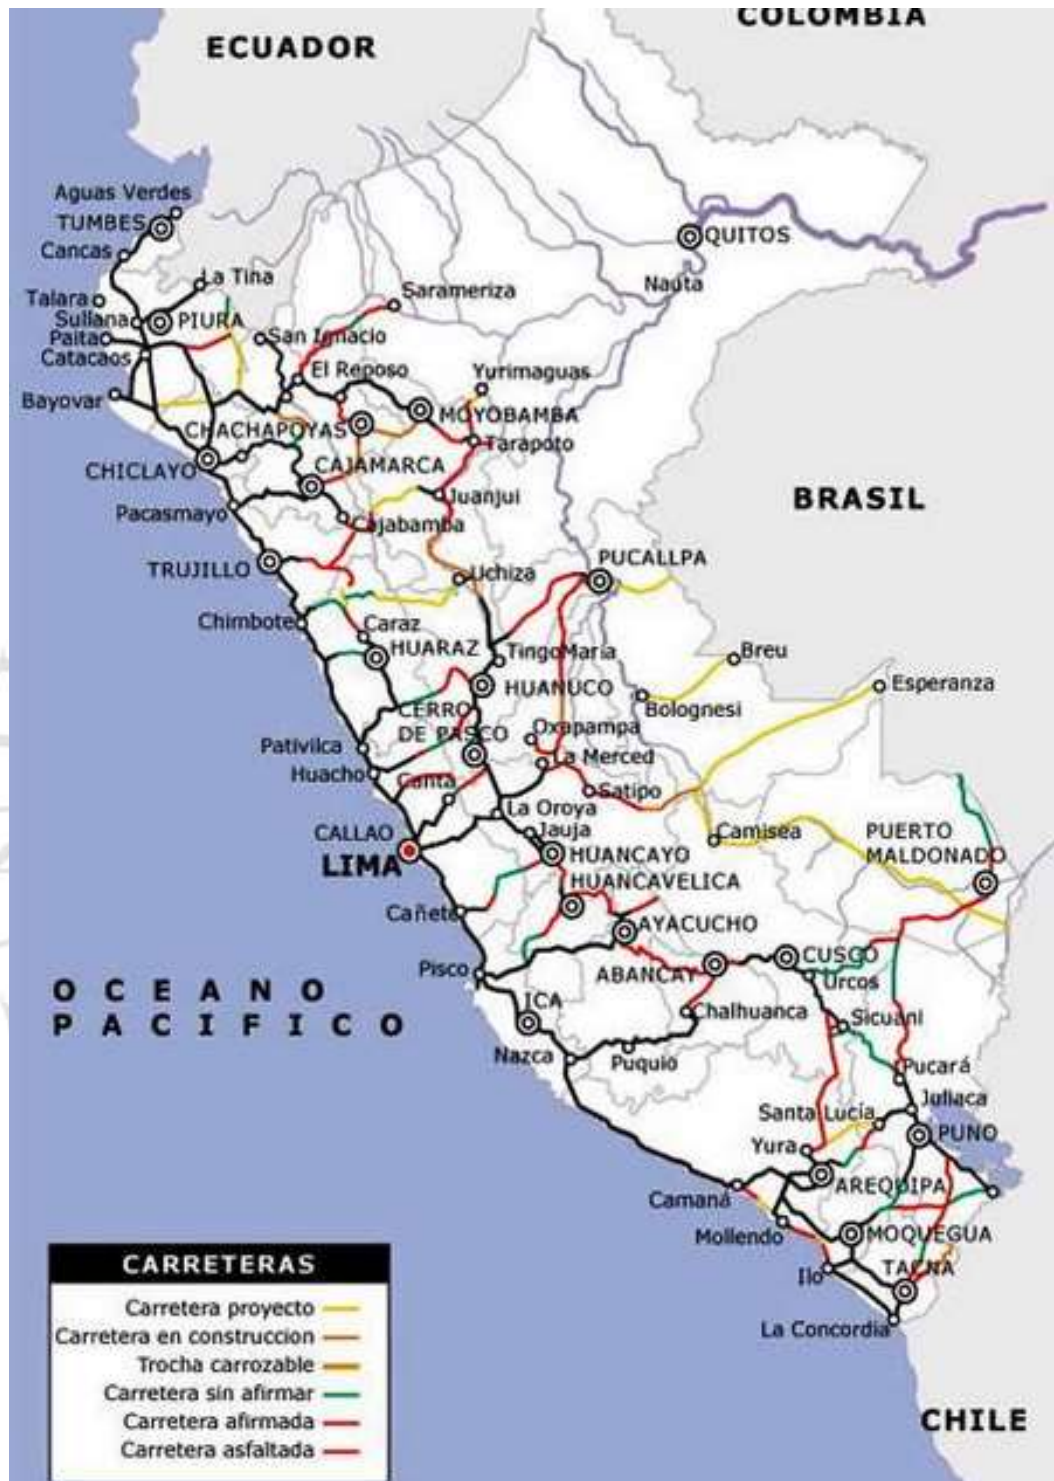 COLOMBIA
ECUADOR
Aguas Verdes
TUMBES
Cancas
QUITOS
La Tina
Nauta
Talara
Sarameriza
Sullana
PIURA
Paita
San Ignacio
Catacaos
El Reposo
Yurimaguas
Bayovar
MOYOBAMBA
CHACHAPOYAS
Tarapoto
CHICLAYO
CAJAMARCA
Juanjui
BRASIL
Pacasmayo
Cajabamba
TRUJILLO
Uchiza
PUCALLPA
Chimbote
Caraz
HUARAZ
TingoMaría
Breu
HUANUCO
Esperanza
CERRO
DE PASCO
Bolognesi
Oxapampa
Pativilca
La Merced
Huacho
Canta
Satipo
La Oroya
CALLAO
Jauja
Camisea
PUERTO
MALDONADO
LIMA
HUANCAYO
HUANCAVELICA
Cañete
AYACUCHO
Pisco
ABANCAY
CUSCO
Urcos
OCEANO
PACIFICO
ICA
Chalhuanca
Sicuani
Nazca
Puquio
Pucará
Juliaca
Santa Lucía
PUNO
Yura
AREQUIPA
Camaná
Mollendo
MOQUEGUA
TACNA
Ilo
La Concordia
CHILE
CARRETERAS
Carretera proyecto
Carretera en construccion
Trocha carrozable
Carretera sin afirmar
Carretera afirmada
Carretera asfaltada